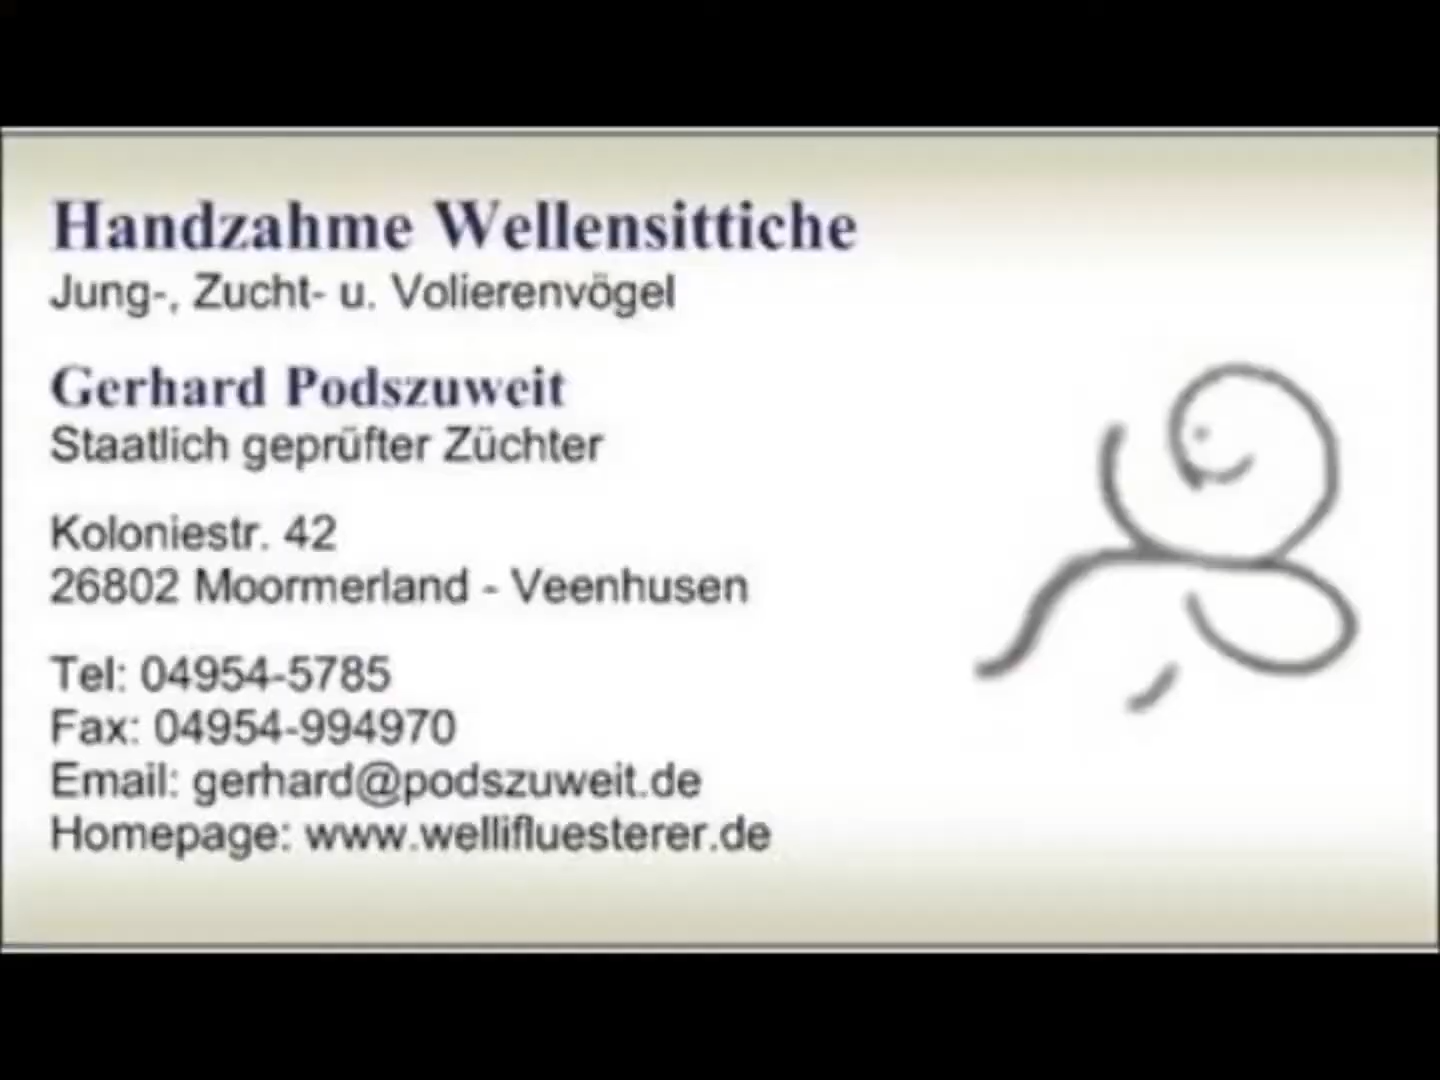 Handzahme Wellensittiche
Jung-, Zucht- u. Volierenvögel
Gerhard Podszuweit
Staatlich geprüfter Züchter
Koloniestr. 42
26802 Moormerland - Veenhusen
Tel: 04954-5785
Fax: 04954-994970
Email: gerhard@podszuweit.de
Homepage: www.wellifluesterer.de